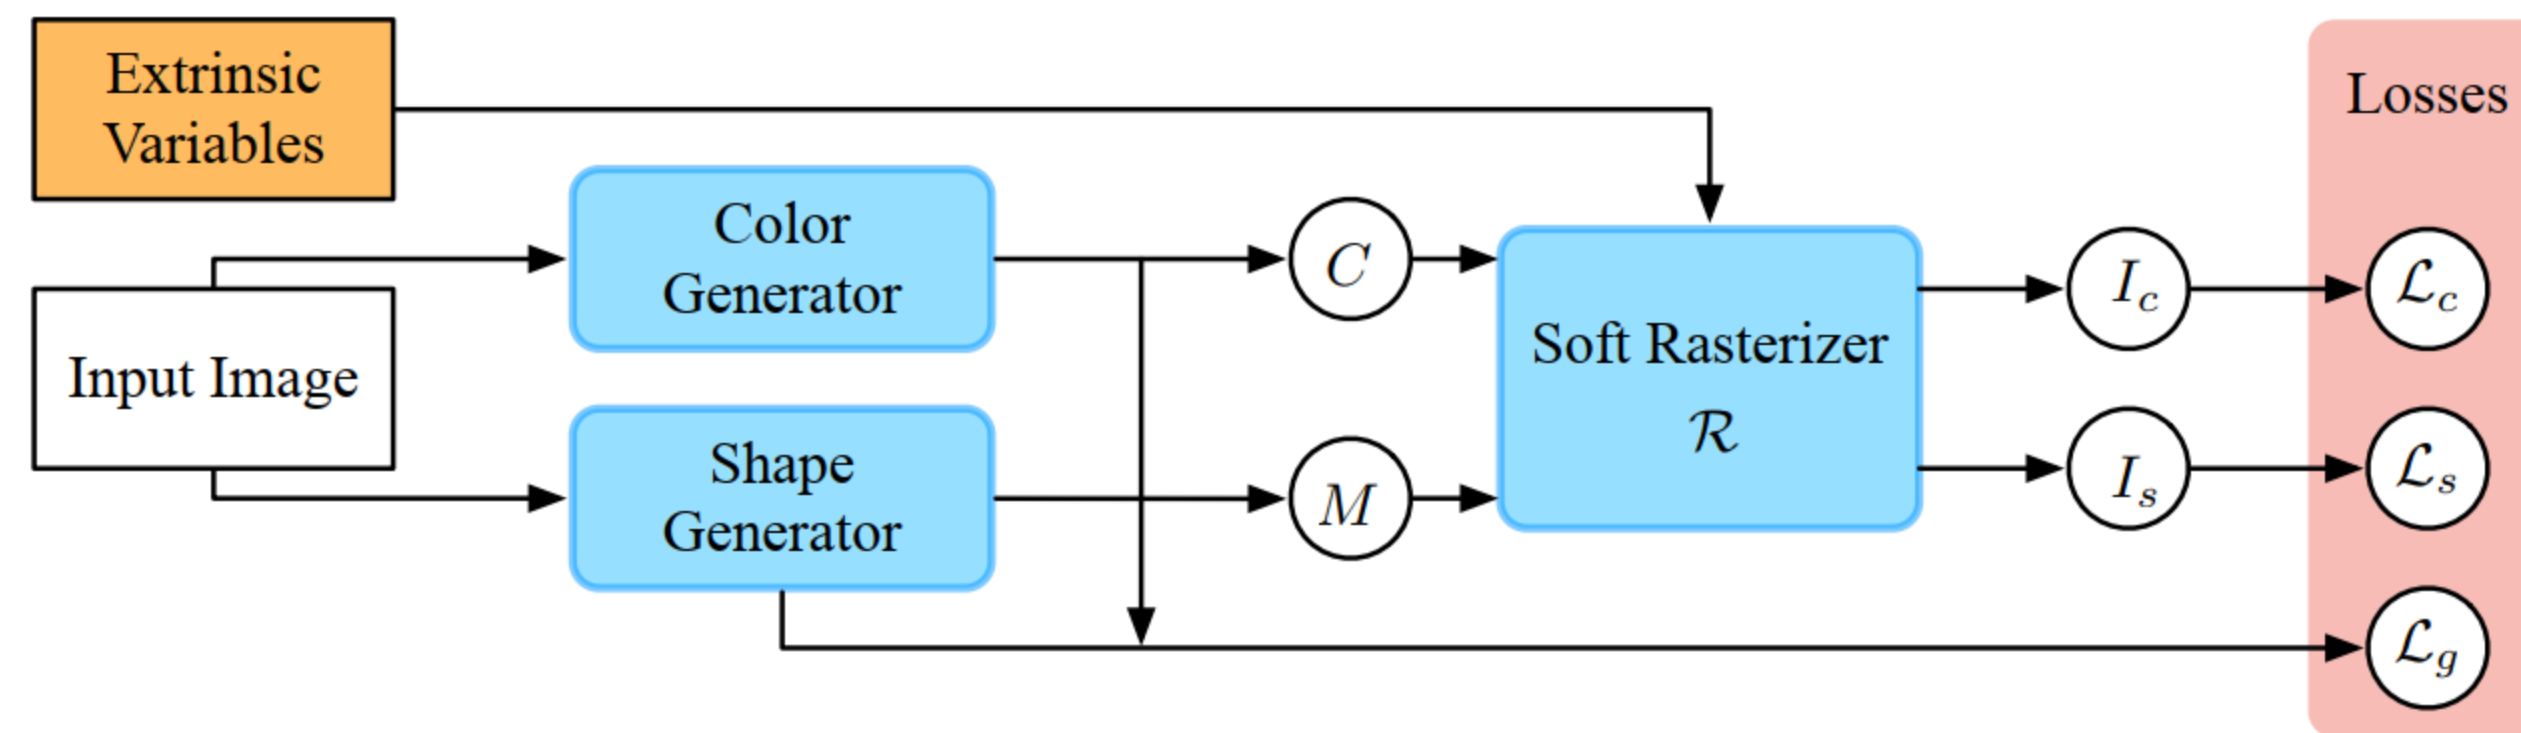 Extrinsic
Variables
Losses
Color
Generator
C
I_c
ℒ_c
Input Image
Soft Rasterizer
ℛ
Shape
Generator
M
I_s
ℒ_s
ℒ_g